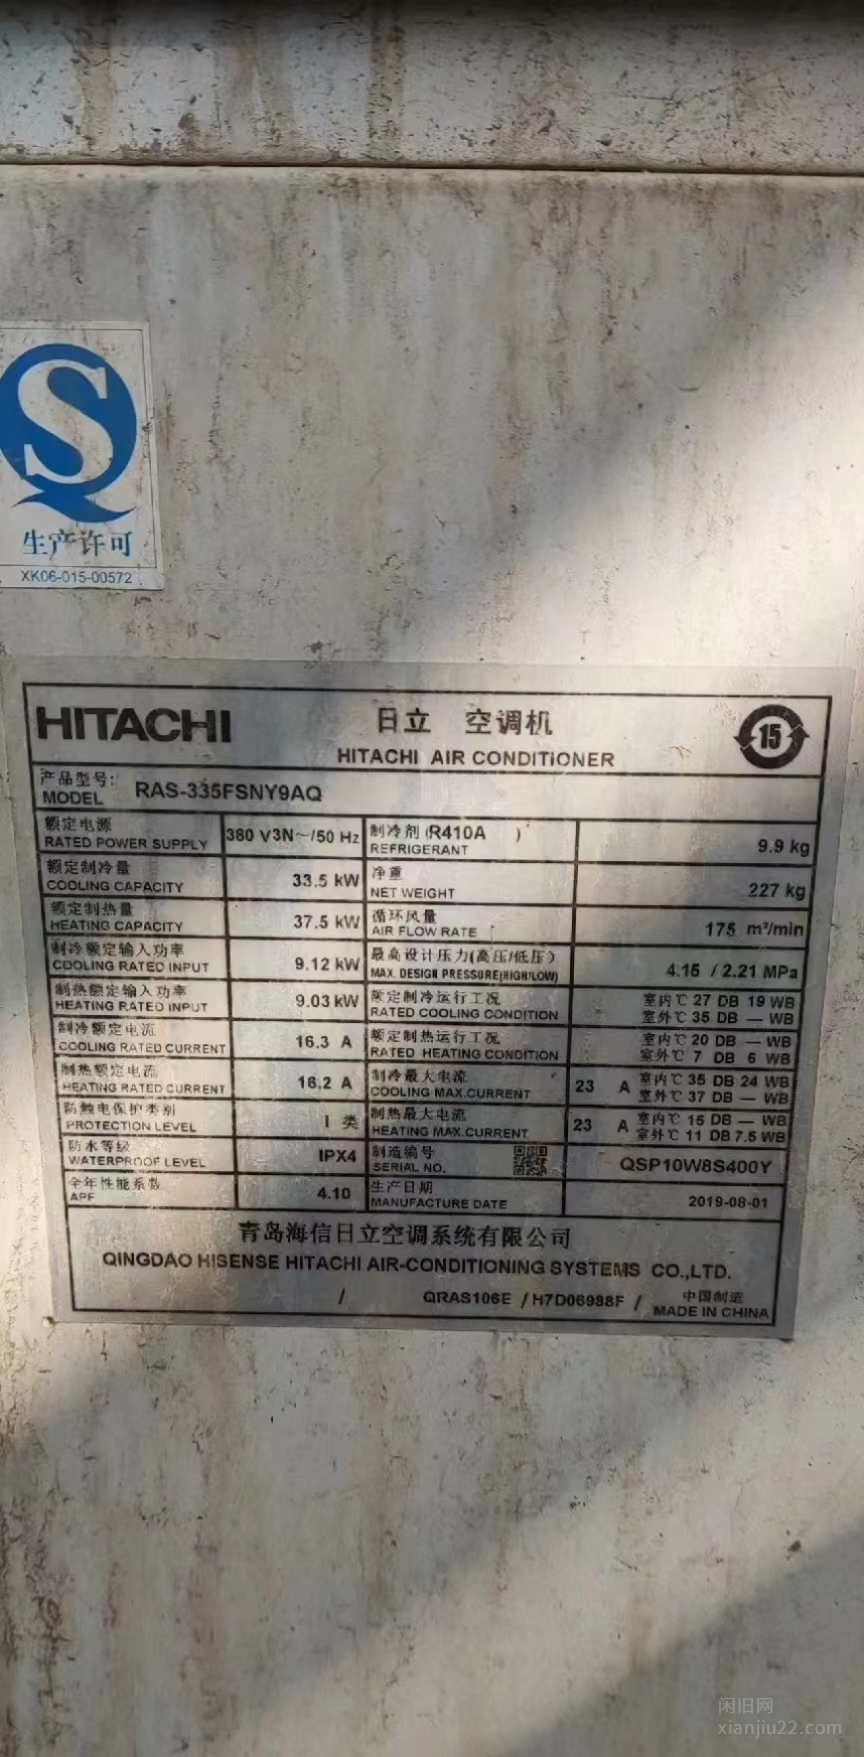 S
生产许可
XK06-015-00572
HITACHI
日立 空调机
HITACHI AIR CONDITIONER
15
产品型号:
MODEL RAS-335FSNY9AQ
额定电源
RATED POWER SUPPLY 380 V3N～/50 Hz
制冷剂 (R410A )
REFRIGERANT 9.9 kg
额定制冷量
COOLING CAPACITY 33.5 kW
净重
NET WEIGHT 227 kg
额定制热量
HEATING CAPACITY 37.5 kW
循环风量
AIR FLOW RATE 175 m³/min
制冷额定输入功率
COOLING RATED INPUT 9.12 kW
最高设计压力(高压/低压)
MAX. DESIGN PRESSURE(HIGH/LOW) 4.15 / 2.21 MPa
制热额定输入功率
HEATING RATED INPUT 9.03 kW
额定制冷运行工况
RATED COOLING CONDITION
室内℃ 27 DB 19 WB
室外℃ 35 DB — WB
制冷额定电流
COOLING RATED CURRENT 16.3 A
额定制热运行工况
RATED HEATING CONDITION
室内℃ 20 DB — WB
室外℃ 7 DB 6 WB
制热额定电流
HEATING RATED CURRENT 16.2 A
制冷最大电流
COOLING MAX.CURRENT 23 A
室内℃ 35 DB 24 WB
室外℃ 37 DB — WB
防触电保护类别
PROTECTION LEVEL I 类
制热最大电流
HEATING MAX.CURRENT 23 A
室内℃ 15 DB — WB
室外℃ 11 DB 7.5 WB
防水等级
WATERPROOF LEVEL IPX4
制造编号
SERIAL NO. QSP10W8S400Y
全年性能系数
APF 4.10
生产日期
MANUFACTURE DATE 2019-08-01
青岛海信日立空调系统有限公司
QINGDAO HISENSE HITACHI AIR-CONDITIONING SYSTEMS CO.,LTD.
/ QRAS106E / H7D06988F /
中国制造
MADE IN CHINA
闲旧网
xianjiu22.com